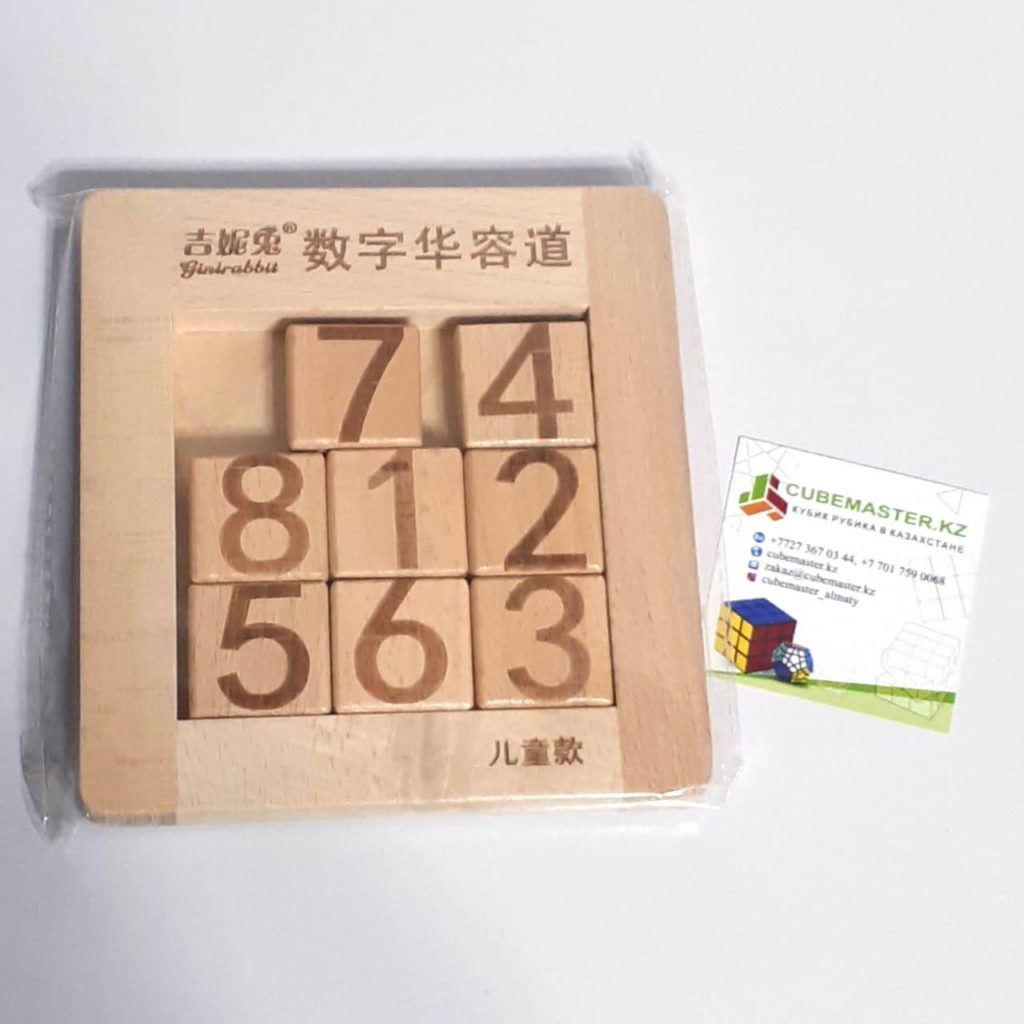 吉妮兔® 数字华容道
Ginirabbit
7 4
8 1 2
5 6 3
儿童款
CUBEMASTER.KZ
КУБИК РУБИКА В КАЗАХСТАНЕ
+7727 367 03 44, +7 701 759 0068
cubemaster.kz
zakaz@cubemaster.kz
cubemaster_almaty